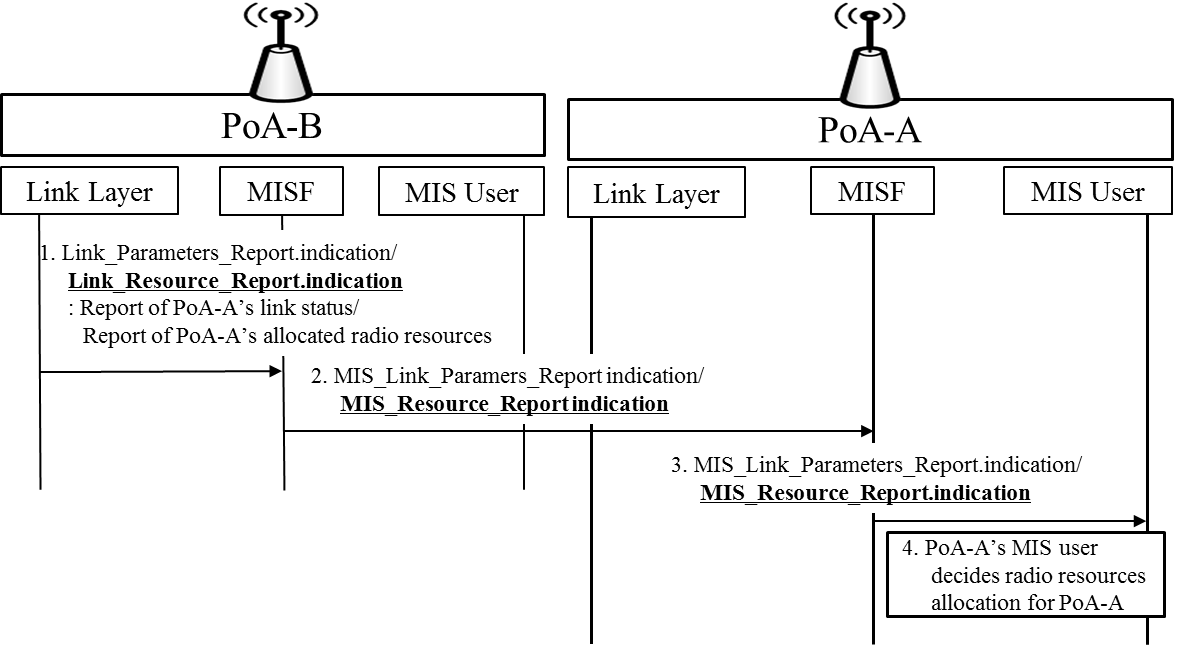 PoA-B
PoA-A
Link Layer
MISF
MIS User
Link Layer
MISF
MIS User
1. Link_Parameters_Report.indication/
Link_Resource_Report.indication
: Report of PoA-A’s link status/
Report of PoA-A’s allocated radio resources
2. MIS_Link_Paramers_Report indication/
MIS_Resource_Report indication
3. MIS_Link_Parameters_Report.indication/
MIS_Resource_Report.indication
4. PoA-A’s MIS user
decides radio resources
allocation for PoA-A